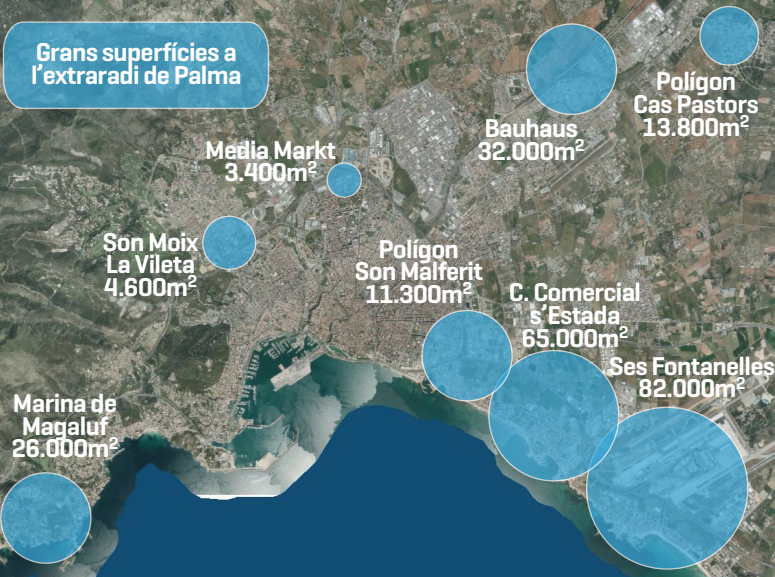 Grans superfícies a
l'extraradi de Palma
Polígon
Cas Pastors
13.800m²
Bauhaus
32.000m²
Media Markt
3.400m²
Son Moix
La Vileta
4.600m²
Polígon
Son Malferit
11.300m²
C. Comercial
s'Estada
65.000m²
Ses Fontanelles
82.000m²
Marina de
Magaluf
26.000m²